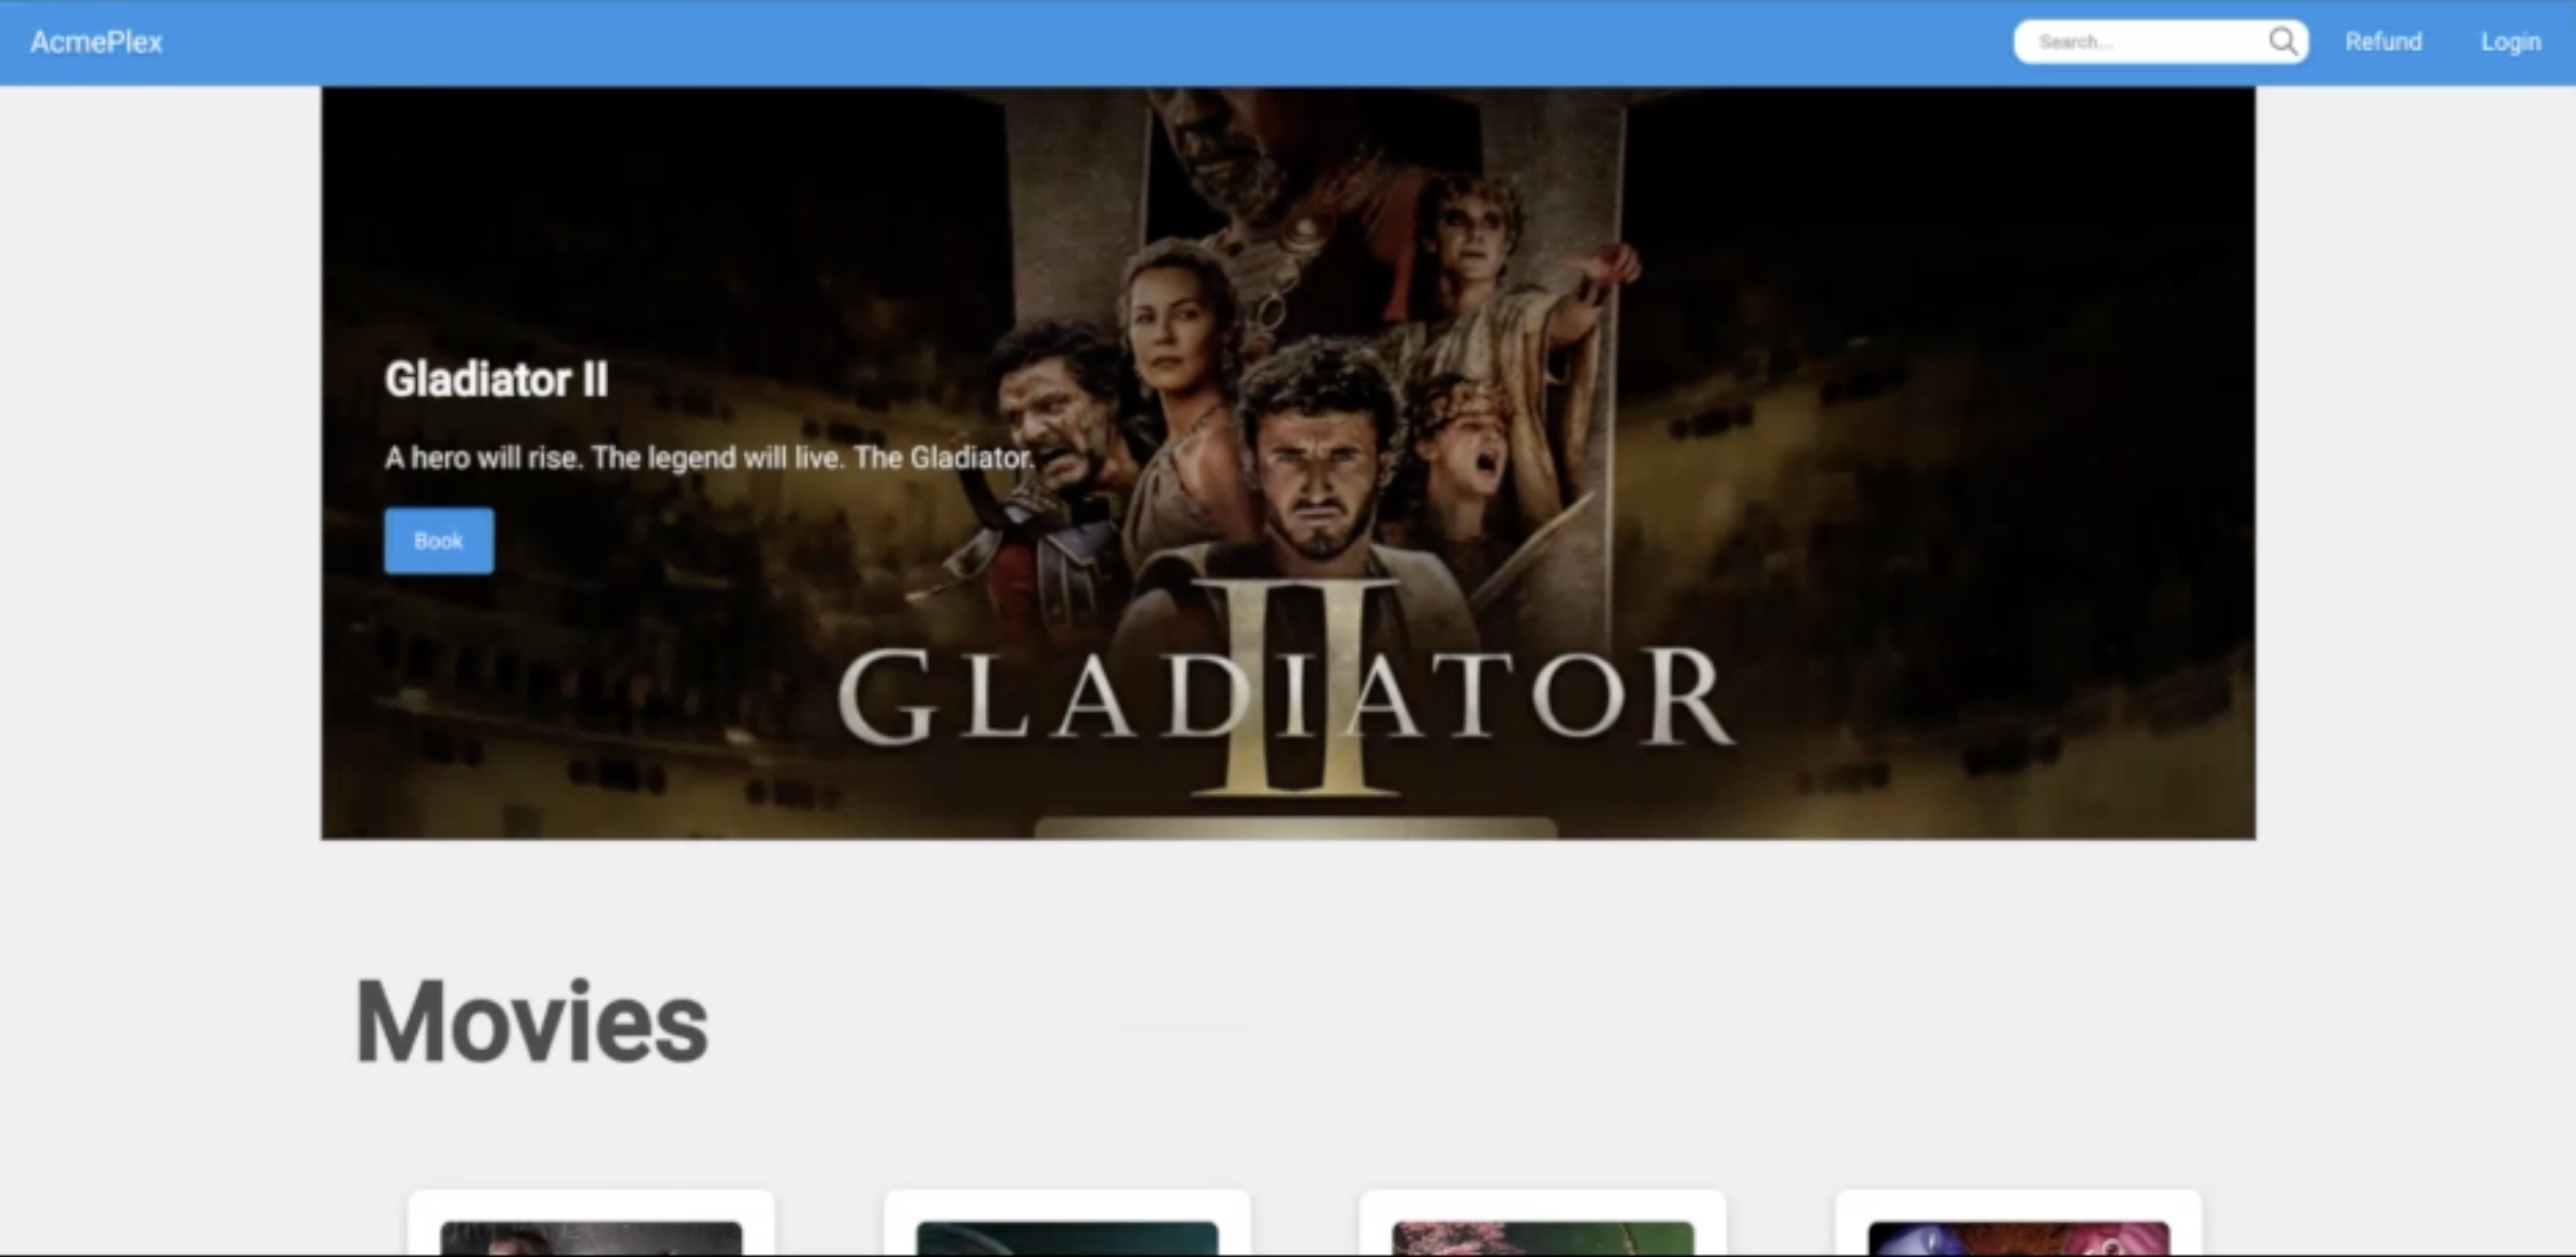 AcmePlex
Search...
Refund
Login
Gladiator II
A hero will rise. The legend will live. The Gladiator.
Book
II
GLADIATOR
Movies